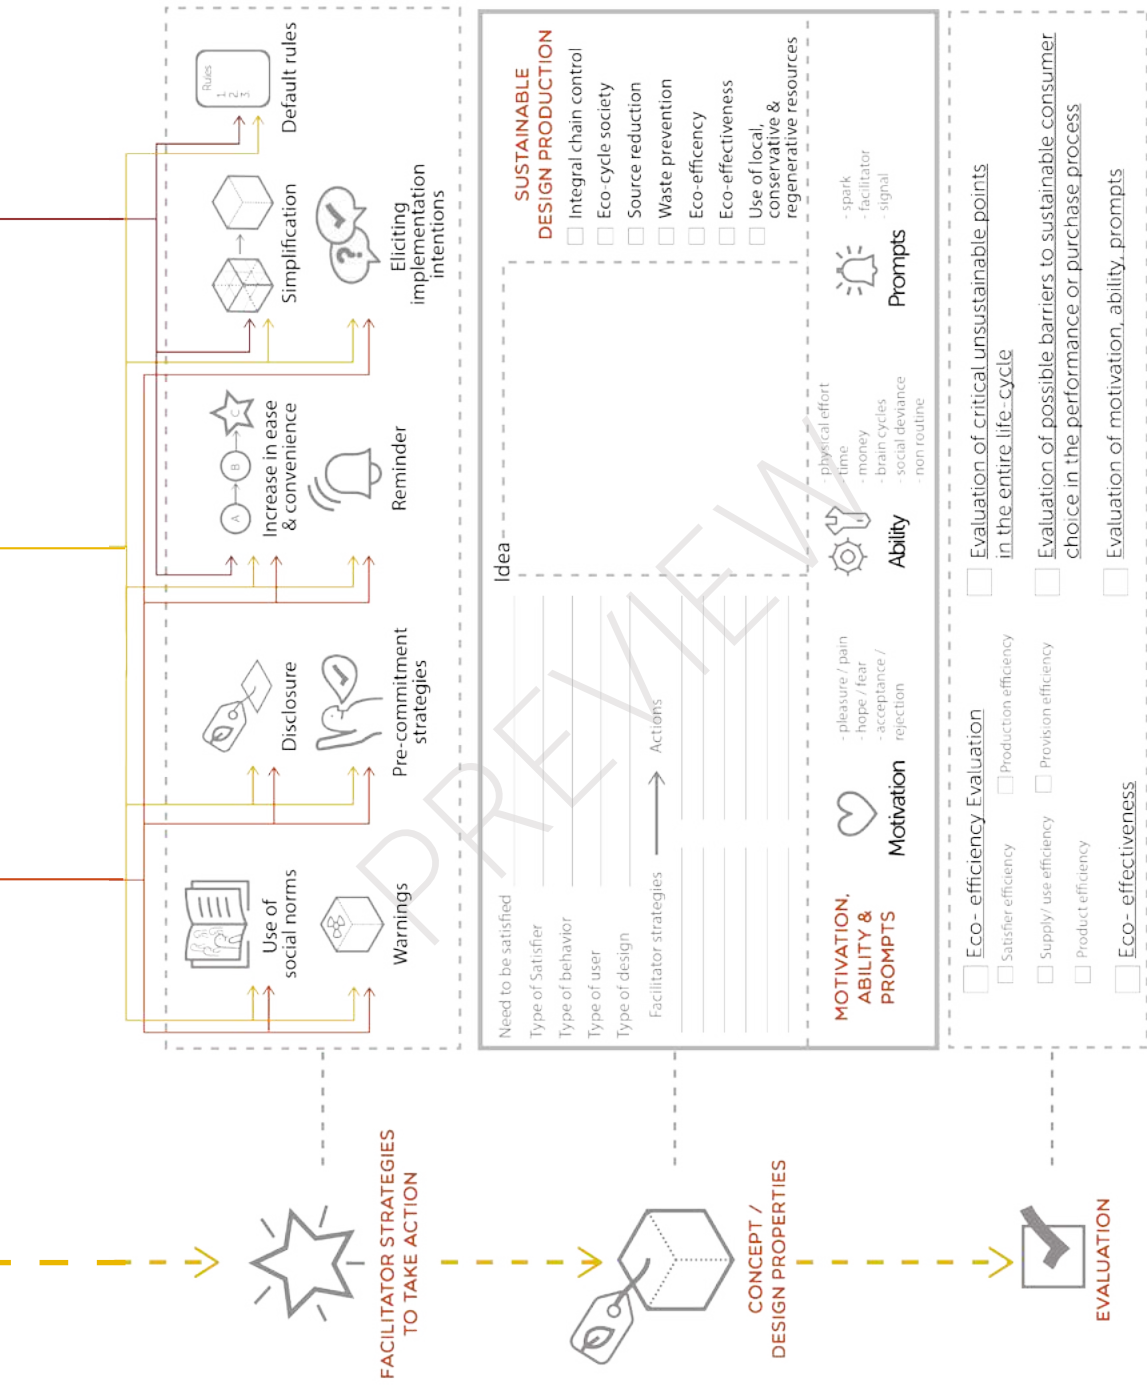 FACILITATOR STRATEGIES
TO TAKE ACTION
Use of
social norms
Disclosure
A
B
C
Increase in ease
& convenience
Simplification
Rules
1.
2.
3.
Default rules
Warnings
Pre-commitment
strategies
Reminder
Eliciting
implementation
intentions
CONCEPT /
DESIGN PROPERTIES
Need to be satisfied
Type of Satisfier
Type of behavior
Type of user
Type of design
Facilitator strategies
Actions
Idea
SUSTAINABLE
DESIGN PRODUCTION
Integral chain control
Eco-cycle society
Source reduction
Waste prevention
Eco-efficency
Eco-effectiveness
Use of local,
conservative &
regenerative resources
MOTIVATION,
ABILITY &
PROMPTS
Motivation
- pleasure / pain
- hope / fear
- acceptance /
rejection
Ability
- physical effort
- time
- money
- brain cycles
- social deviance
- non routine
Prompts
- spark
- facilitator
- signal
EVALUATION
Eco- efficiency Evaluation
Satisfier efficiency
Production efficiency
Supply/ use efficiency
Provision efficiency
Product efficiency
Eco- effectiveness
Evaluation of critical unsustainable points
in the entire life-cycle
Evaluation of possible barriers to sustainable consumer
choice in the performance or purchase process
Evaluation of motivation, ability, prompts
PREVIEW